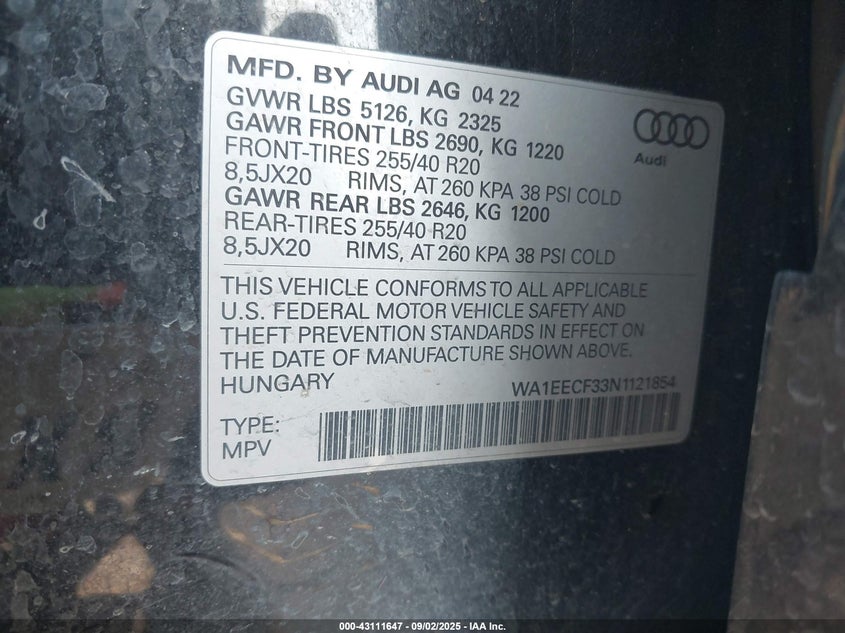 MFD. BY AUDI AG 04 22
GVWR LBS 5126, KG 2325
GAWR FRONT LBS 2690, KG 1220
FRONT-TIRES 255/40 R20
8,5JX20 RIMS, AT 260 KPA 38 PSI COLD
GAWR REAR LBS 2646, KG 1200
REAR-TIRES 255/40 R20
8,5JX20 RIMS, AT 260 KPA 38 PSI COLD
Audi
THIS VEHICLE CONFORMS TO ALL APPLICABLE
U.S. FEDERAL MOTOR VEHICLE SAFETY AND
THEFT PREVENTION STANDARDS IN EFFECT ON
THE DATE OF MANUFACTURE SHOWN ABOVE.
HUNGARY WA1EECF33N1121854
TYPE:
MPV
000-43111647 - 09/02/2025 - IAA Inc.